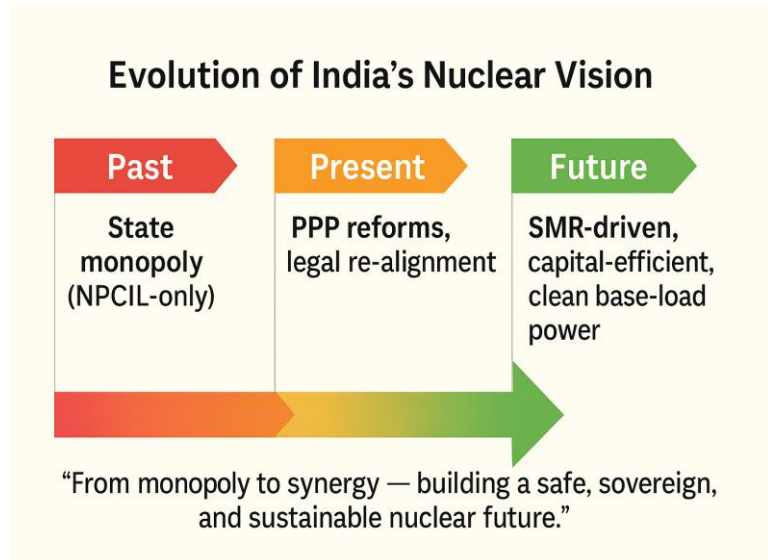 Evolution of India's Nuclear Vision
Past
State
monopoly
(NPCIL-only)
Present
PPP reforms,
legal re-alignment
Future
SMR-driven,
capital-efficient,
clean base-load
power
“From monopoly to synergy — building a safe, sovereign,
and sustainable nuclear future.”